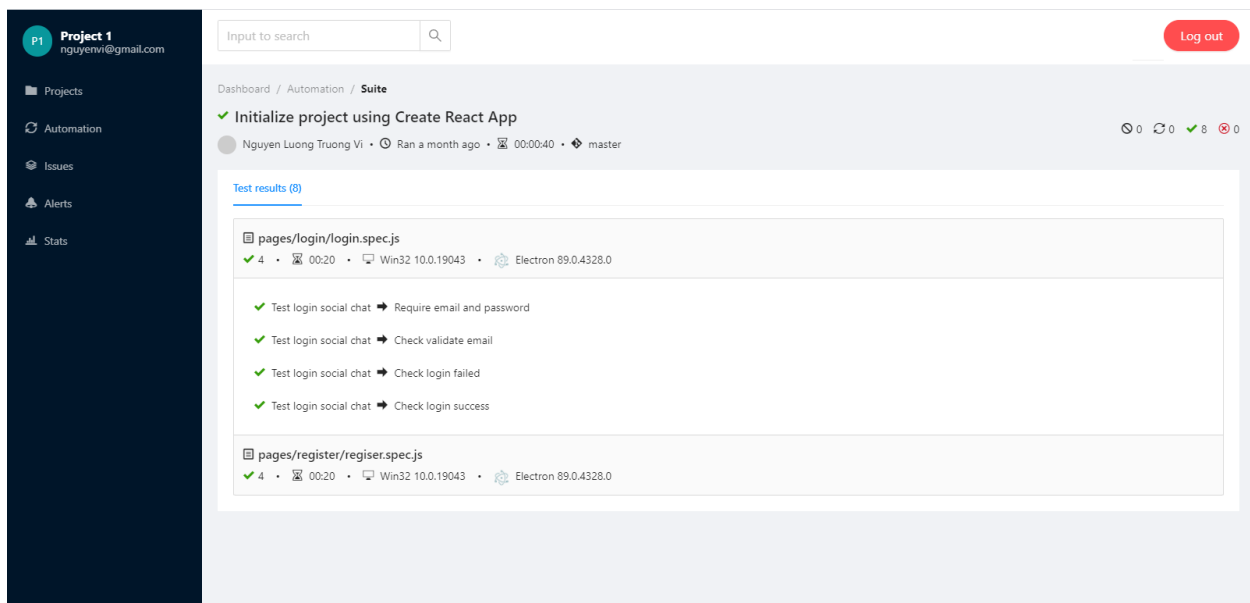 P1 Project 1
nguyenvi@gmail.com
Input to search
Log out
Projects
Automation
Issues
Alerts
Stats
Dashboard / Automation / Suite
Initialize project using Create React App
Nguyen Luong Truong Vi • Ran a month ago • 00:00:40 • master
0 0 8 0
Test results (8)
pages/login/login.spec.js
4 • 00:20 • Win32 10.0.19043 • Electron 89.0.4328.0
Test login social chat ➡ Require email and password
Test login social chat ➡ Check validate email
Test login social chat ➡ Check login failed
Test login social chat ➡ Check login success
pages/register/regiser.spec.js
4 • 00:20 • Win32 10.0.19043 • Electron 89.0.4328.0